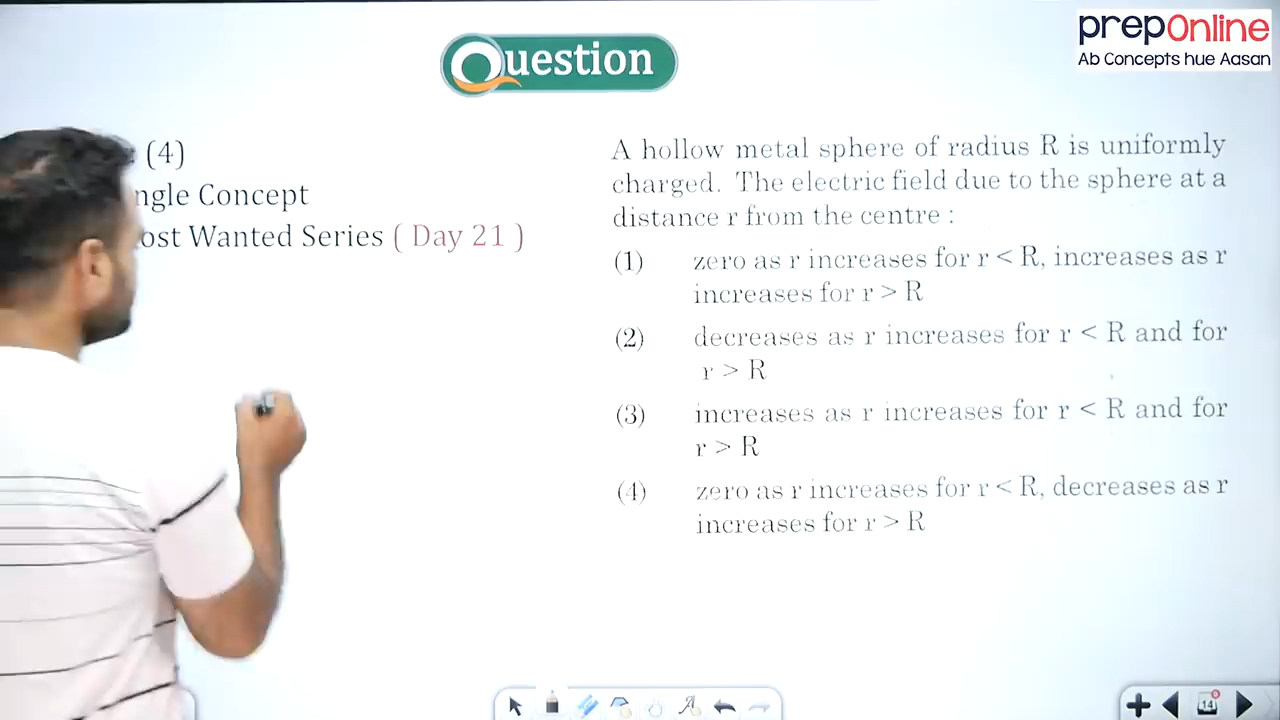 prepOnline
Ab Concepts hue Aasan
Question
: (4)
ngle Concept
ost Wanted Series ( Day 21 )
A hollow metal sphere of radius R is uniformly
charged. The electric field due to the sphere at a
distance r from the centre :
(1) zero as r increases for r < R, increases as r
increases for r > R
(2) decreases as r increases for r < R and for
r > R
(3) increases as r increases for r < R and for
r > R
(4) zero as r increases for r < R, decreases as r
increases for r > R
14